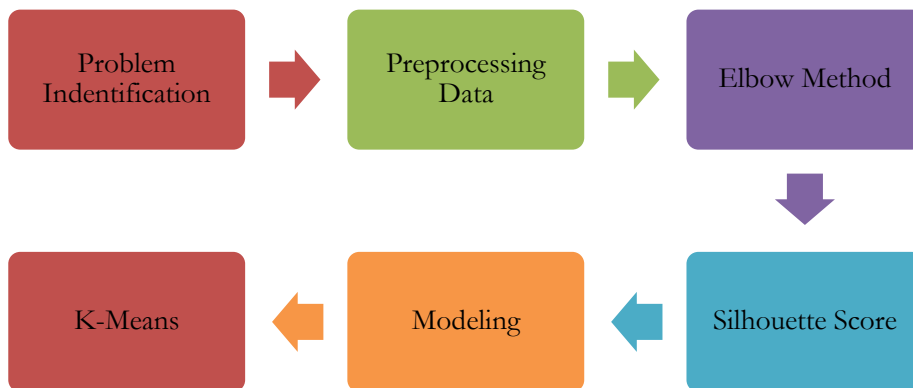 Problem
Indentification
Preprocessing
Data
Elbow Method
Silhouette Score
Modeling
K-Means